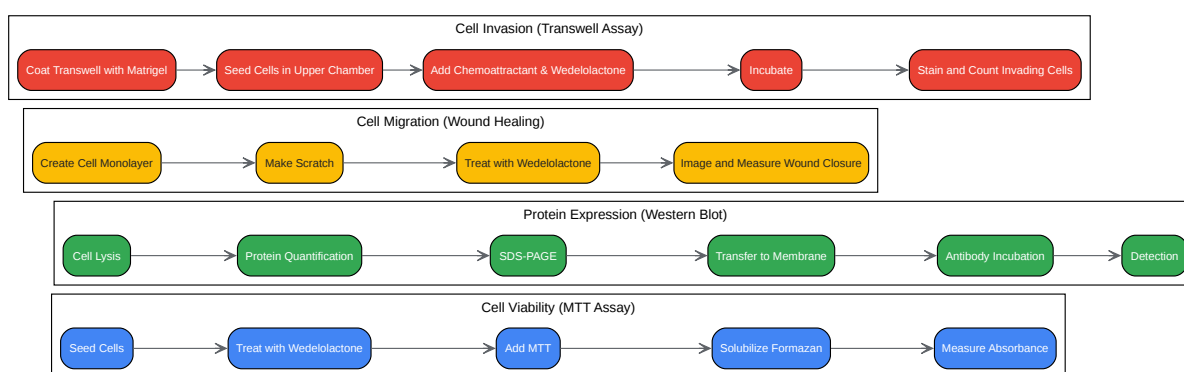 Cell Invasion (Transwell Assay)
Coat Transwell with Matrigel
Seed Cells in Upper Chamber
Add Chemoattractant & Wedelolactone
Incubate
Stain and Count Invading Cells
Cell Migration (Wound Healing)
Create Cell Monolayer
Make Scratch
Treat with Wedelolactone
Image and Measure Wound Closure
Protein Expression (Western Blot)
Cell Lysis
Protein Quantification
SDS-PAGE
Transfer to Membrane
Antibody Incubation
Detection
Cell Viability (MTT Assay)
Seed Cells
Treat with Wedelolactone
Add MTT
Solubilize Formazan
Measure Absorbance